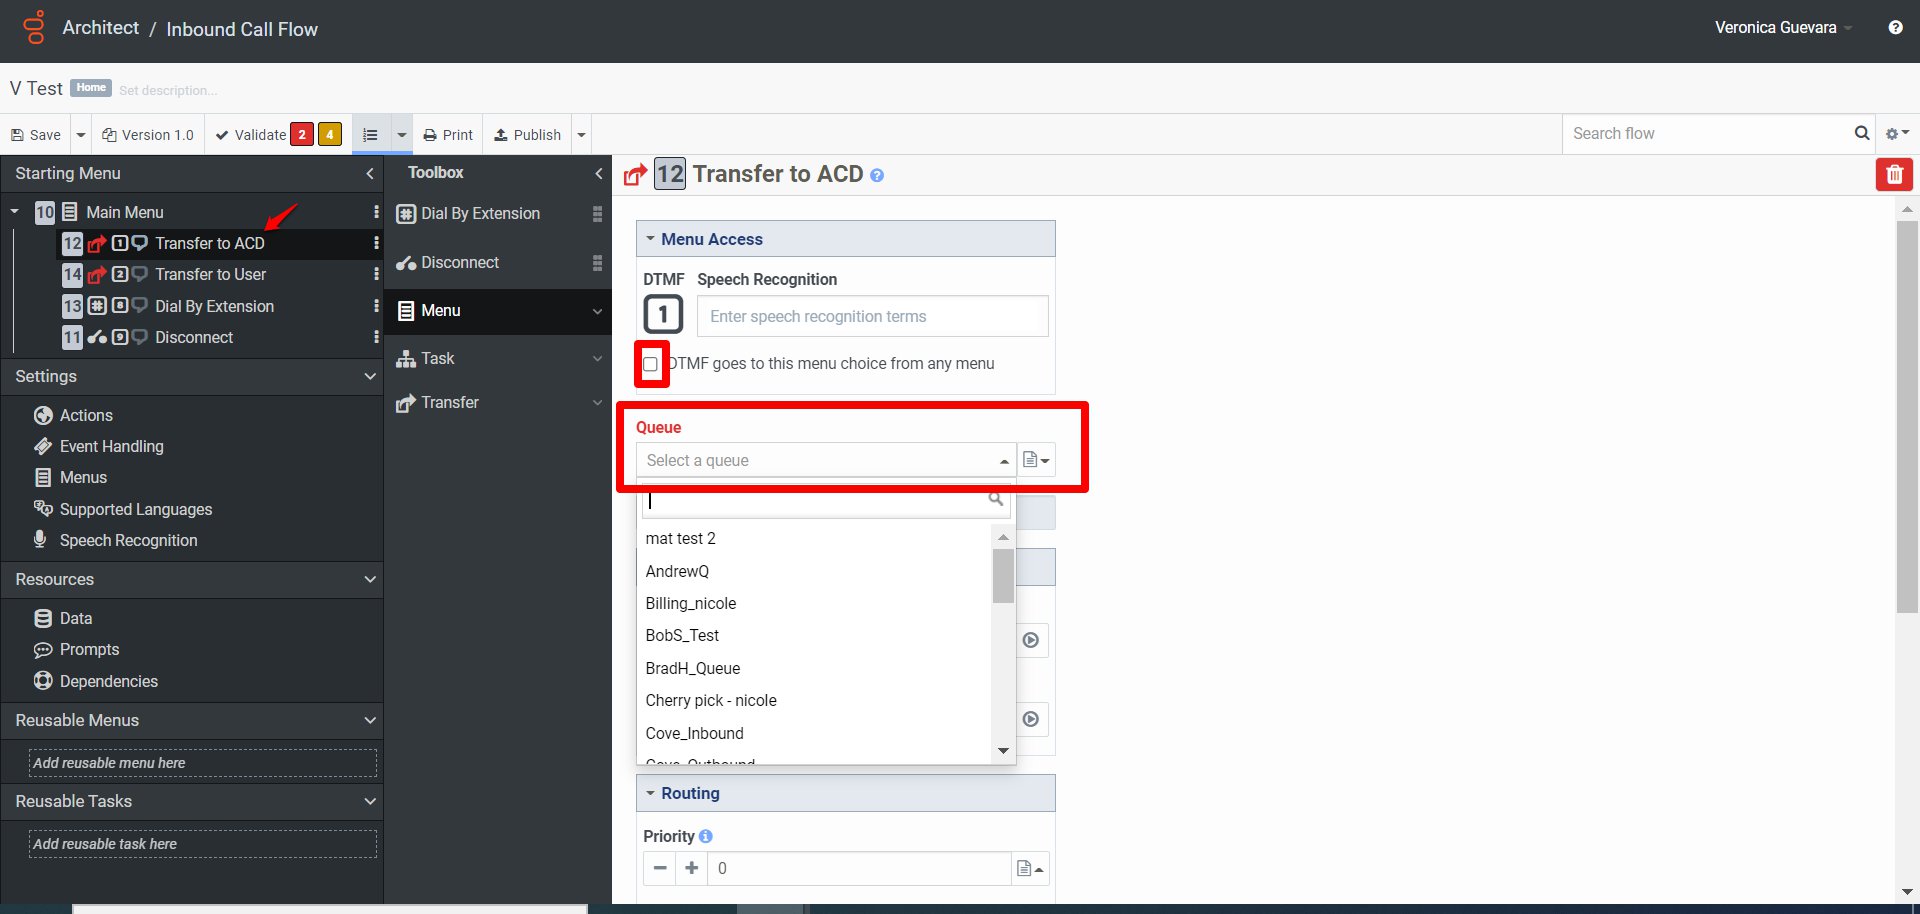 Architect / Inbound Call Flow
Veronica Guevara
V Test Home Set description...
Save Version 1.0 Validate 2 4 Print Publish Search flow
Starting Menu
10 Main Menu
12 1 Transfer to ACD
14 2 Transfer to User
13 # 8 Dial By Extension
11 9 Disconnect
Settings
Actions
Event Handling
Menus
Supported Languages
Speech Recognition
Resources
Data
Prompts
Dependencies
Reusable Menus
Add reusable menu here
Reusable Tasks
Add reusable task here
Toolbox
# Dial By Extension
Disconnect
Menu
Task
Transfer
12 Transfer to ACD ?
Menu Access
DTMF Speech Recognition
1 Enter speech recognition terms
DTMF goes to this menu choice from any menu
Queue
Select a queue
mat test 2
AndrewQ
Billing_nicole
BobS_Test
BradH_Queue
Cherry pick - nicole
Cove_Inbound
Cove_Outbound
Routing
Priority
0